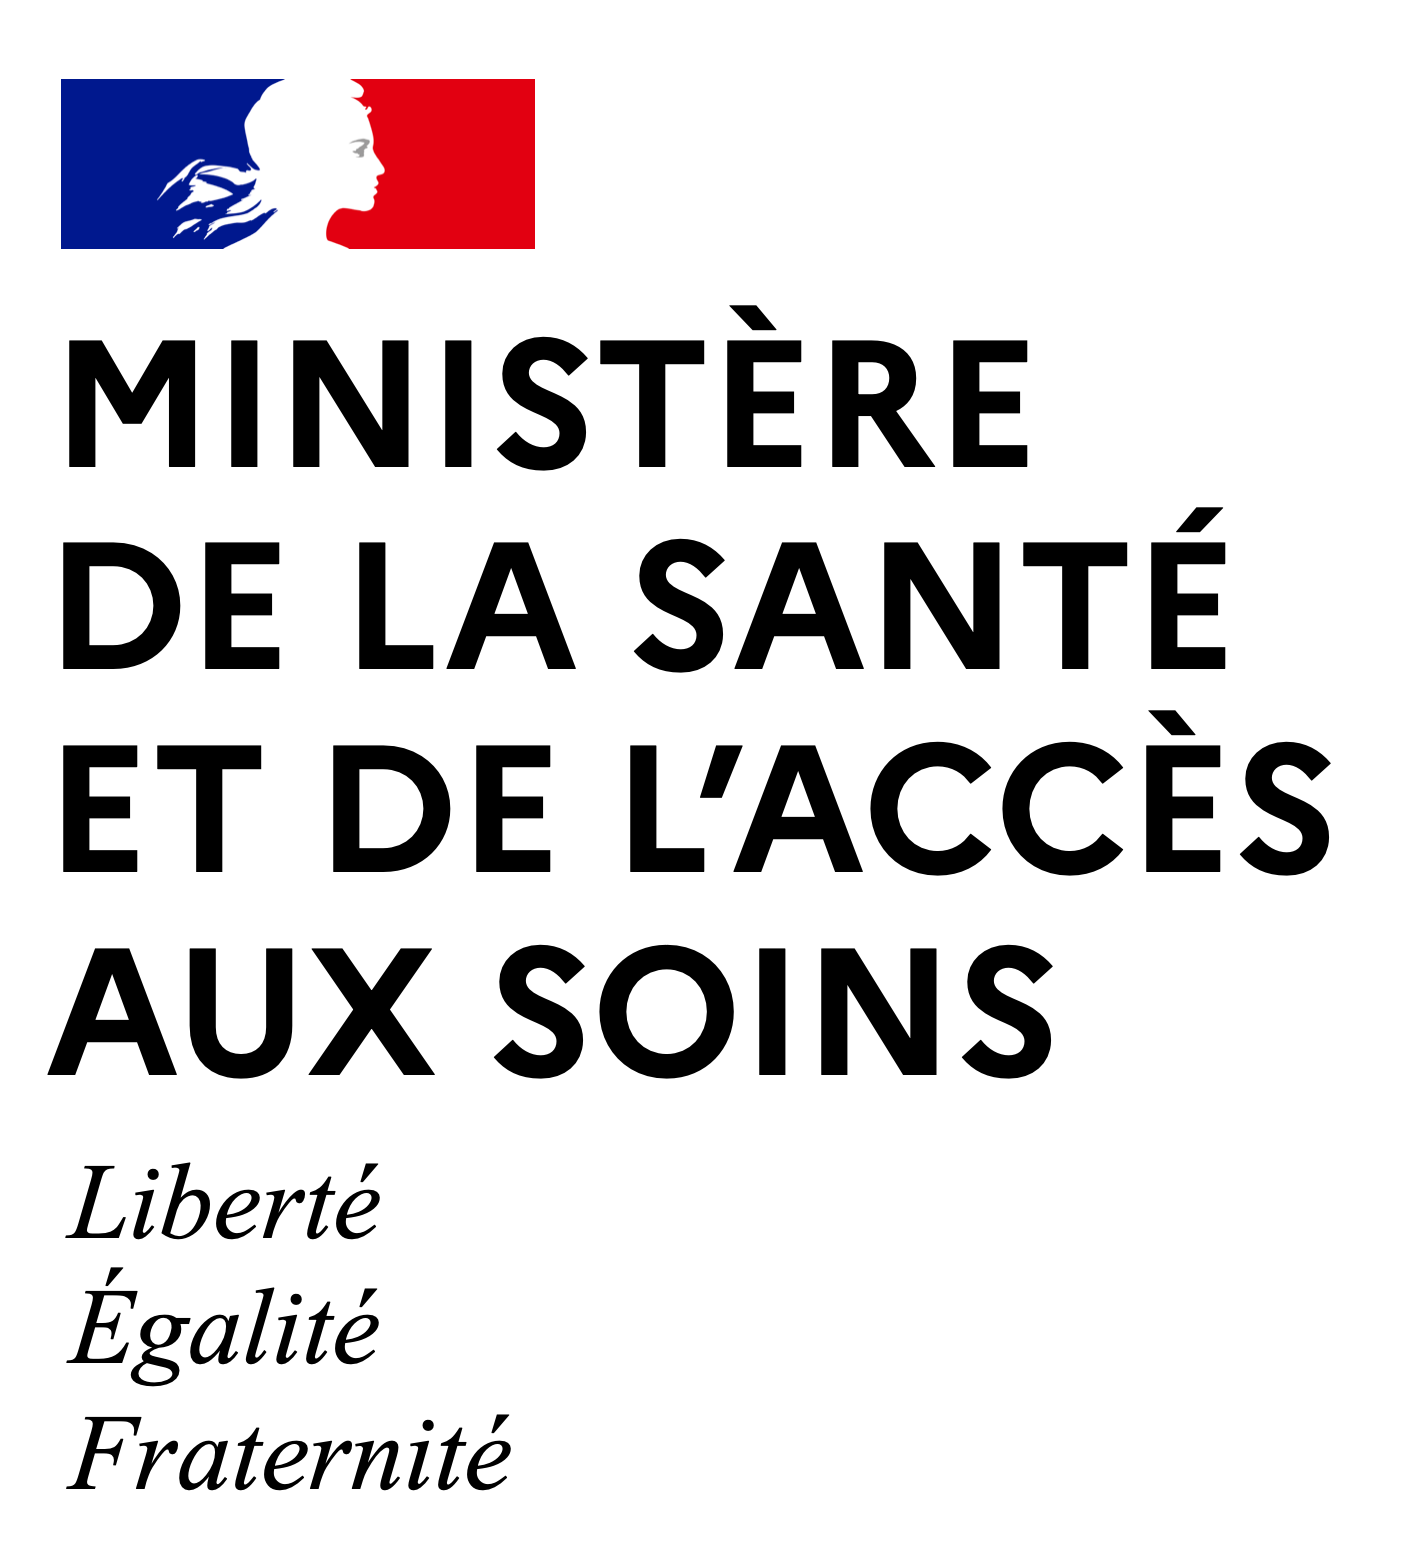 MINISTÈRE
DE LA SANTÉ
ET DE L’ACCÈS
AUX SOINS
Liberté
Égalité
Fraternité